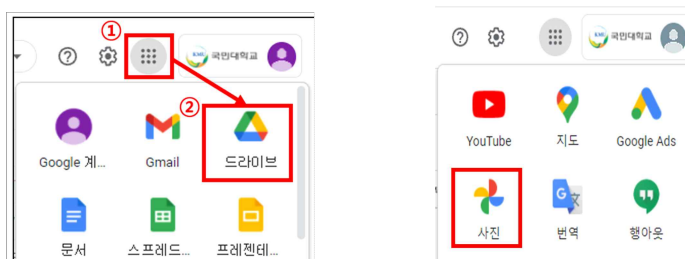 ①
국민대학교
②
Google 계...
Gmail
드라이브
문서
스프레드...
프레젠테...
국민대학교
YouTube
지도
Google Ads
사진
번역
행아웃